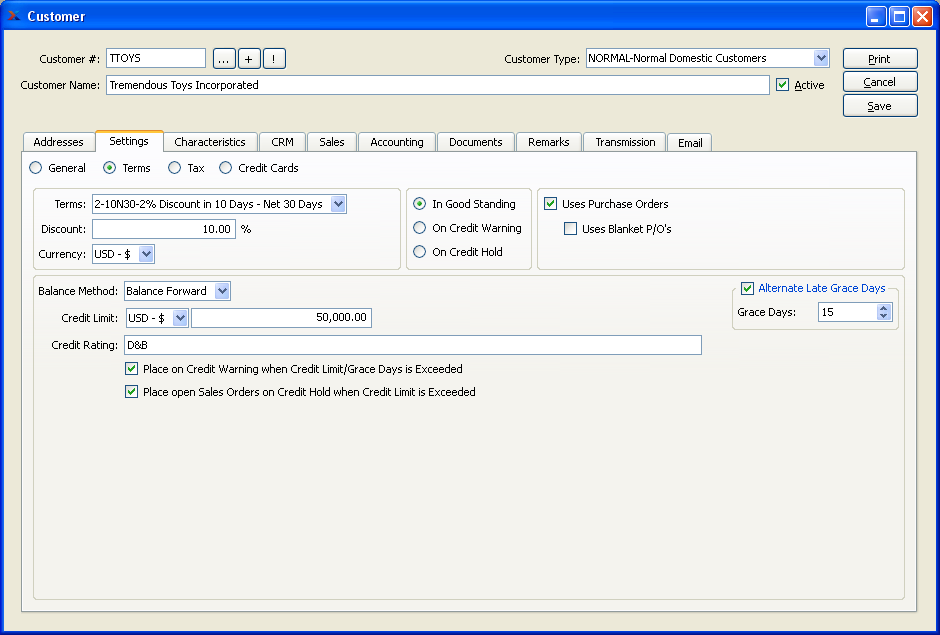 Customer
Customer #: TTOYS ... + ! Customer Type: NORMAL-Normal Domestic Customers Print
Customer Name: Tremendous Toys Incorporated Active Cancel
Save
Addresses Settings Characteristics CRM Sales Accounting Documents Remarks Transmission Email
General Terms Tax Credit Cards
Terms: 2-10N30-2% Discount in 10 Days - Net 30 Days In Good Standing Uses Purchase Orders
Discount: 10.00 % On Credit Warning Uses Blanket P/O's
Currency: USD - $ On Credit Hold
Balance Method: Balance Forward Alternate Late Grace Days
Credit Limit: USD - $ 50,000.00 Grace Days: 15
Credit Rating: D&B
Place on Credit Warning when Credit Limit/Grace Days is Exceeded
Place open Sales Orders on Credit Hold when Credit Limit is Exceeded